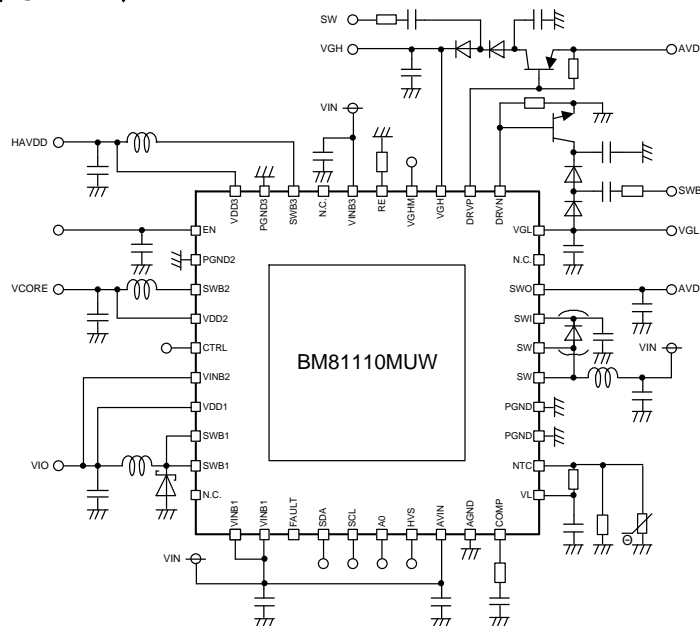 SW
VGH
AVD
VIN
HAVDD
SWB
VDD3
PGND3
SWB3
N.C.
VINB3
RE
VGHM
VGH
DRVP
DRVN
EN
PGND2
VCORE
SWB2
VDD2
CTRL
VINB2
VDD1
SWB1
VIO
SWB1
N.C.
BM81110MUW
VGL
VGL
N.C.
SWO
AVD
SWI
SW
VIN
SW
PGND
PGND
NTC
VL
Θ
VINB1
VINB1
FAULT
SDA
SCL
A0
HVS
AVIN
AGND
COMP
VIN